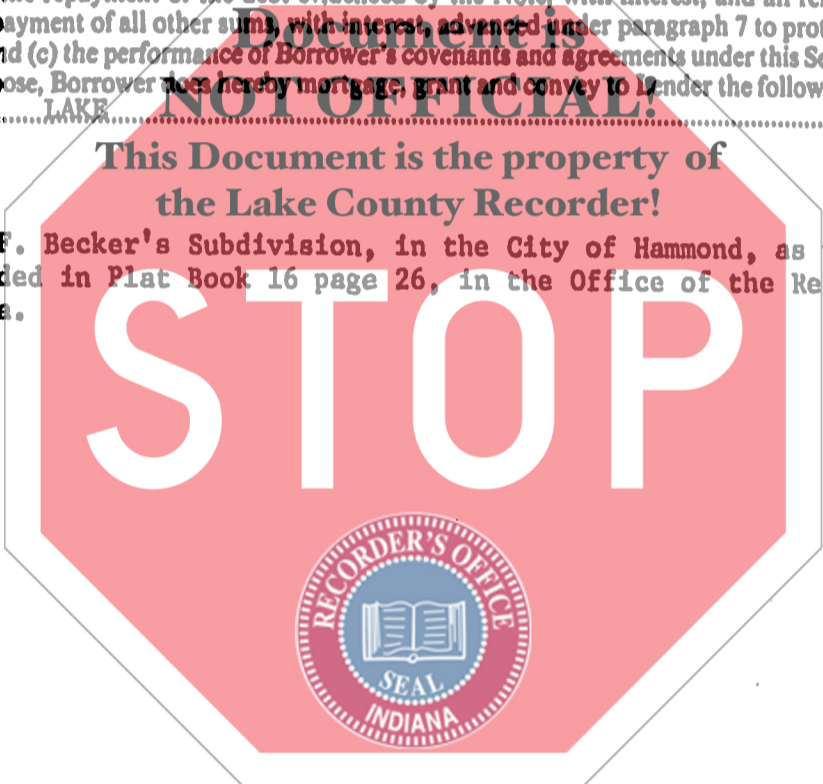 ayment of all other sums, with interest, advanced under paragraph 7 to prot
nd (c) the performance of Borrower's covenants and agreements under this Se
ose, Borrower does hereby mortgage, grant and convey to Lender the follow
LAKE
Document is
NOT OFFICIAL!
This Document is the property of
the Lake County Recorder!
F. Becker's Subdivision, in the City of Hammond, as
ded in Plat Book 16 page 26, in the Office of the Re
a.
STOP
RECORDER'S OFFICE
SEAL
INDIANA